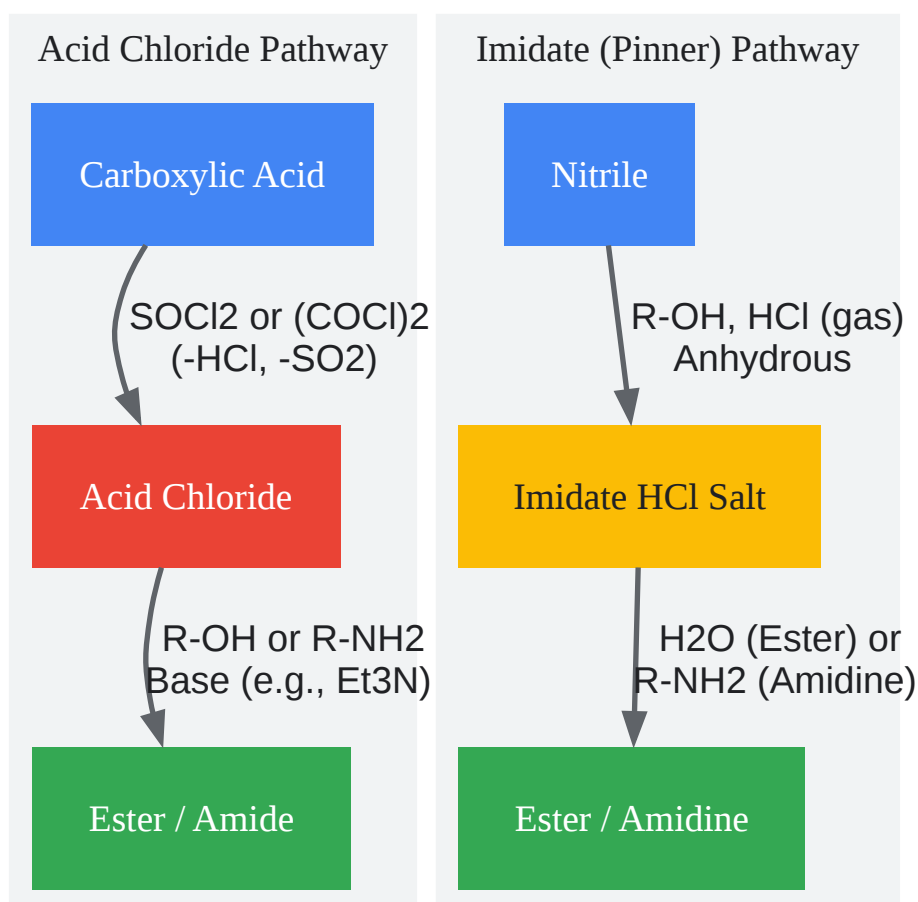 Acid Chloride Pathway
Carboxylic Acid
SOCl2 or (COCl)2
(-HCl, -SO2)
Acid Chloride
R-OH or R-NH2
Base (e.g., Et3N)
Ester / Amide
Imidate (Pinner) Pathway
Nitrile
R-OH, HCl (gas)
Anhydrous
Imidate HCl Salt
H2O (Ester) or
R-NH2 (Amidine)
Ester / Amidine